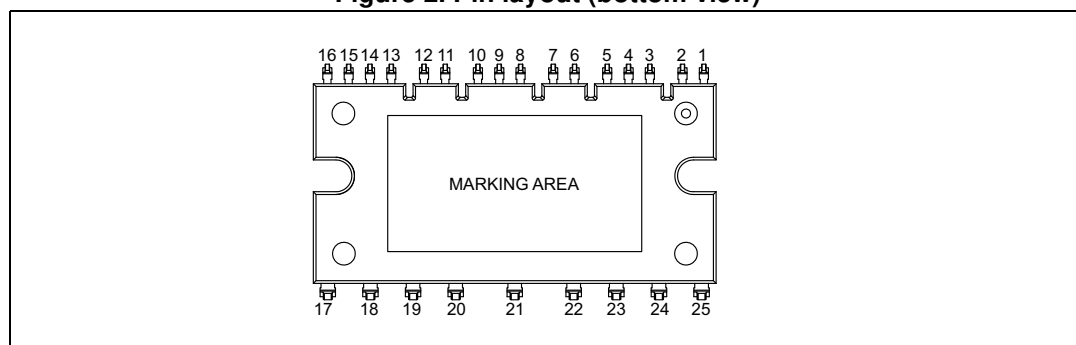 Figure 2. Pin layout (bottom view)
16 15 14 13 12 11 10 9 8 7 6 5 4 3 2 1
MARKING AREA
17 18 19 20 21 22 23 24 25